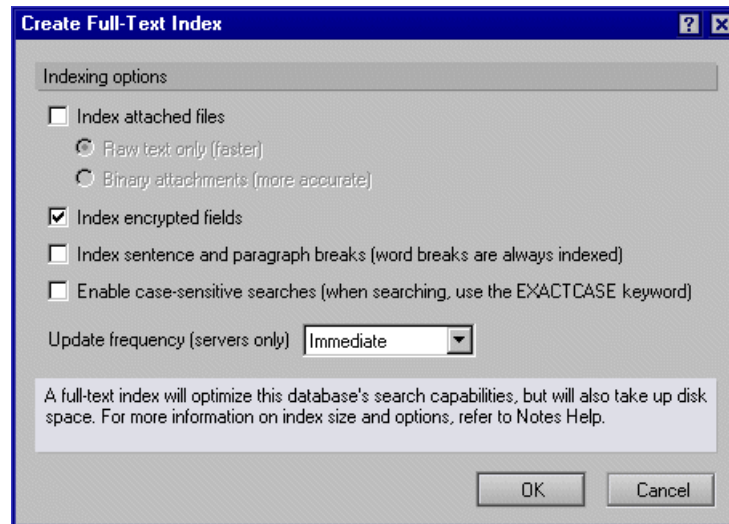 Create Full-Text Index
Indexing options
Index attached files
Raw text only (faster)
Binary attachments (more accurate)
Index encrypted fields
Index sentence and paragraph breaks (word breaks are always indexed)
Enable case-sensitive searches (when searching, use the EXACTCASE keyword)
Update frequency (servers only) Immediate
A full-text index will optimize this database's search capabilities, but will also take up disk
space. For more information on index size and options, refer to Notes Help.
OK Cancel